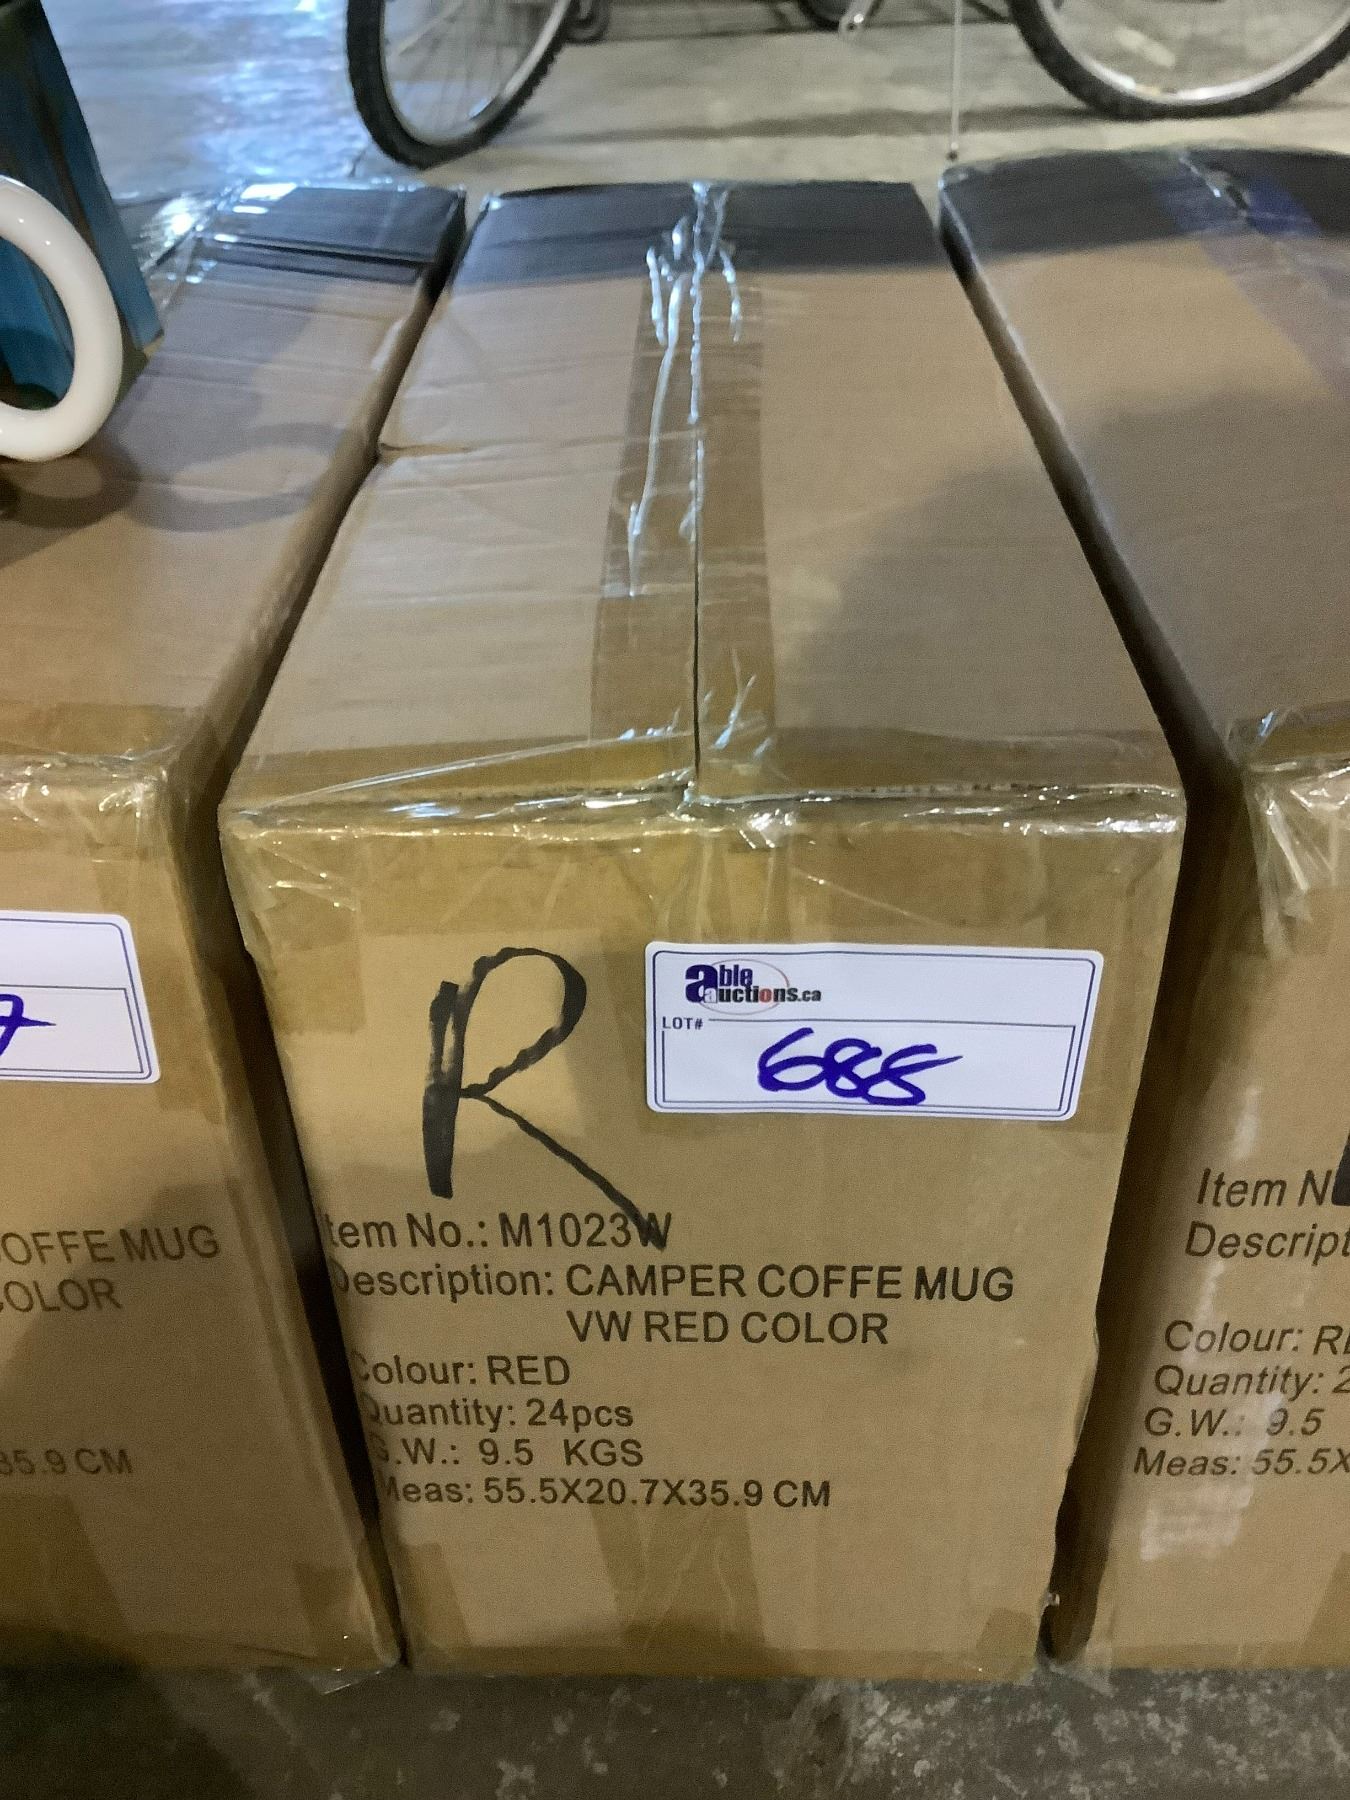 R
able
auctions.ca
LOT#
688
7
Item No.: M1023W
Description: CAMPER COFFE MUG
VW RED COLOR
Colour: RED
Quantity: 24pcs
G.W.: 9.5 KGS
Meas: 55.5X20.7X35.9 CM
OFFE MUG
COLOR
35.9 CM
Item N
Descript
Colour: RE
Quantity: 2
G.W.: 9.5
Meas: 55.5X